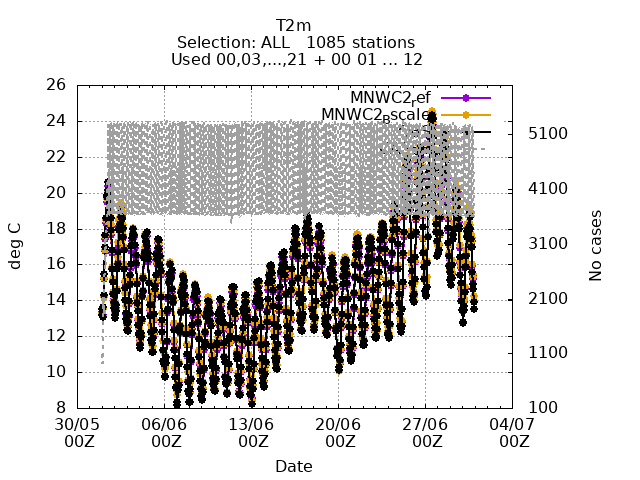 T2m
Selection: ALL   1085 stations
Used 00,03,...,21 + 00 01 ... 12
MNWC2ref
MNWC2Bscale
26
24
22
20
18
16
14
12
10
8
deg C
5100
4100
3100
2100
1100
100
No cases
30/05 06/06 13/06 20/06 27/06 04/07
00Z 00Z 00Z 00Z 00Z 00Z
Date